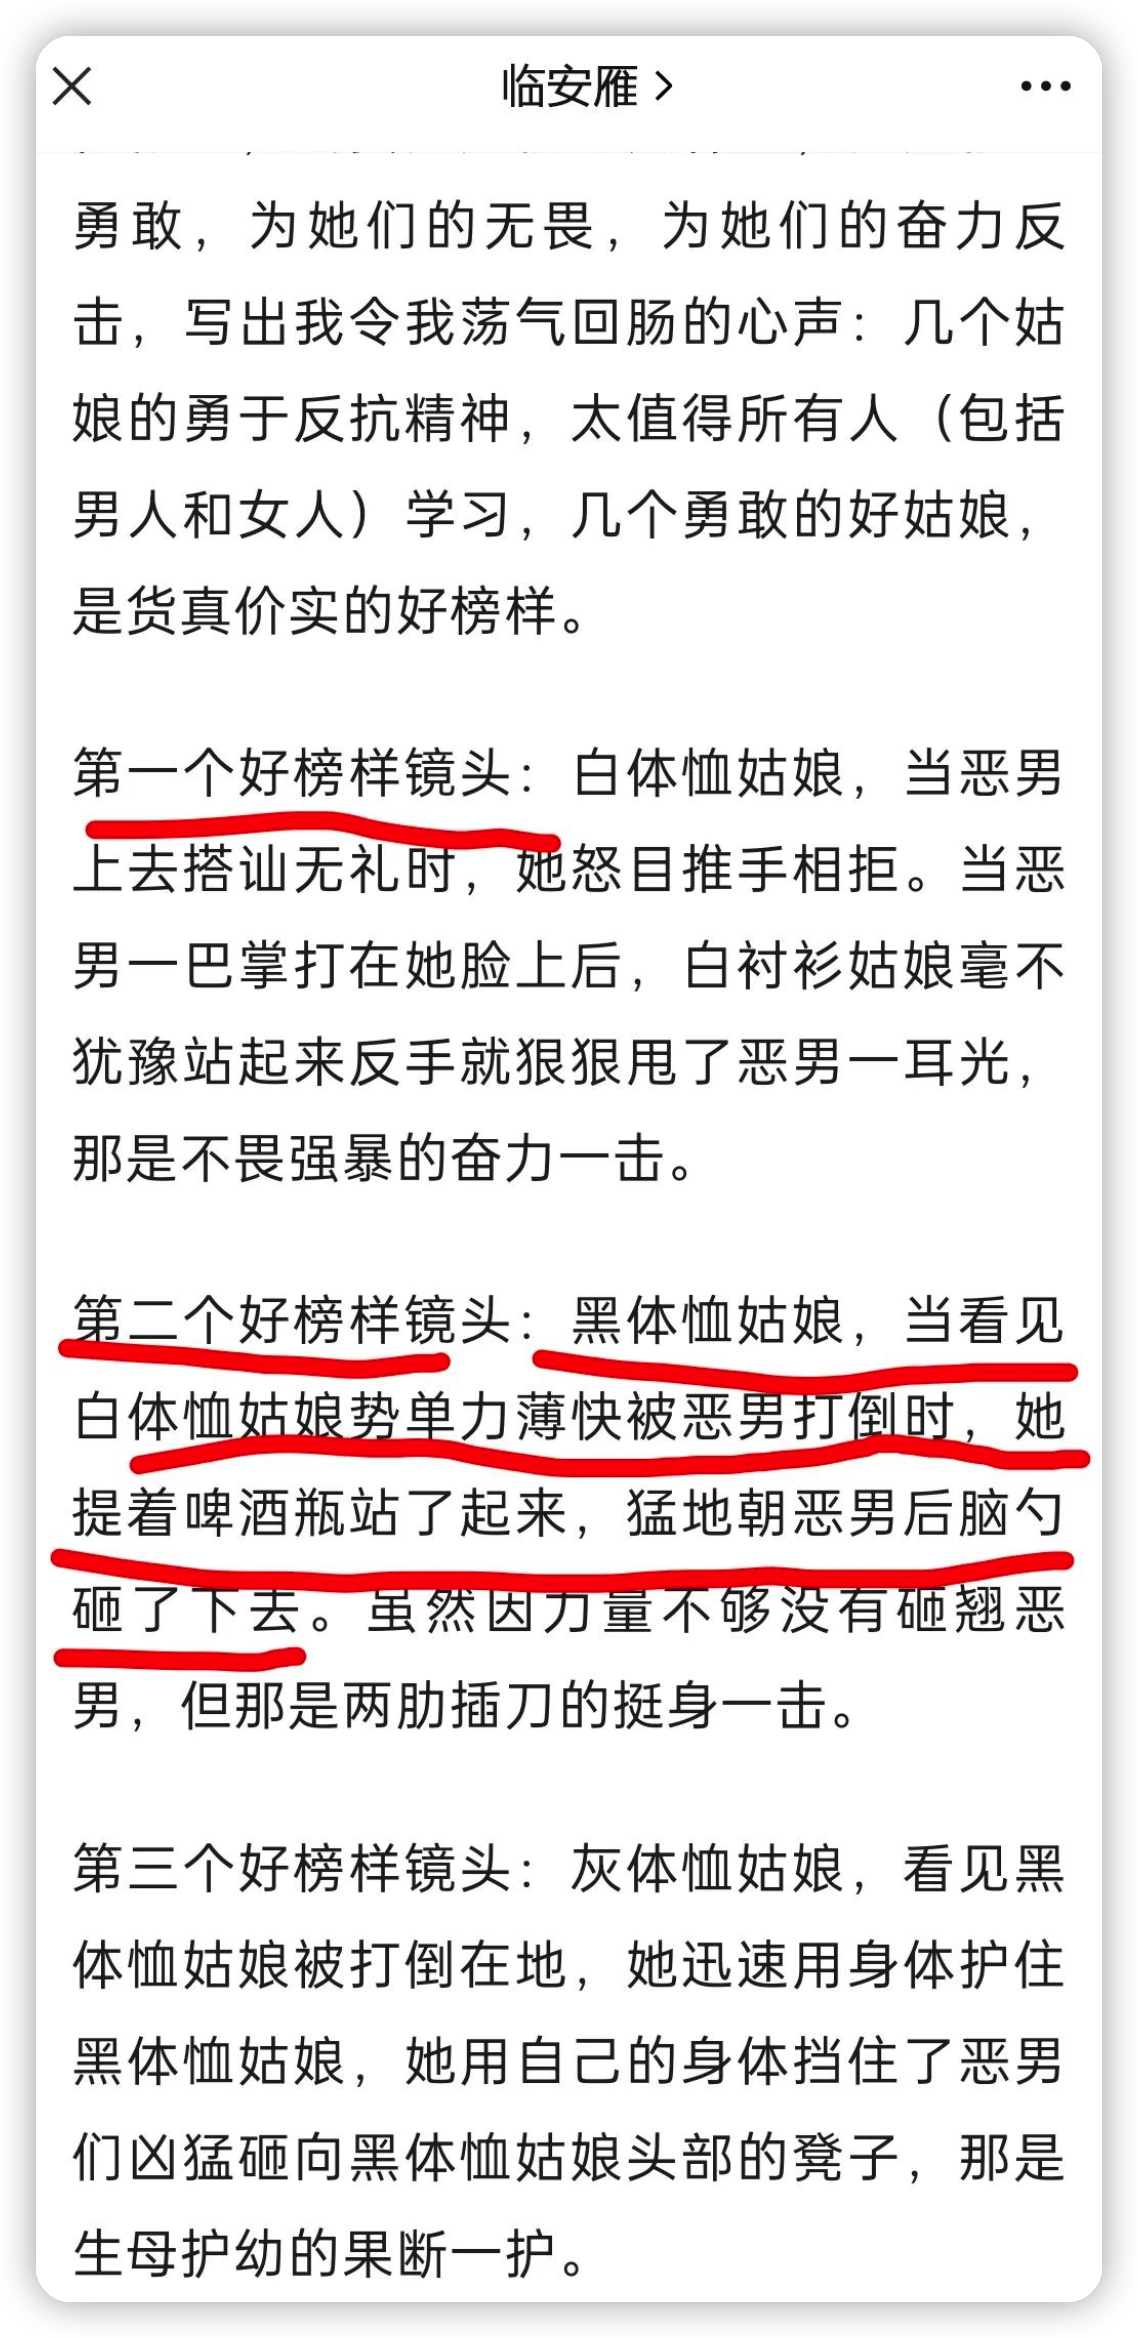 临安雁
勇敢，为她们的无畏，为她们的奋力反
击，写出我令我荡气回肠的心声：几个姑
娘的勇于反抗精神，太值得所有人（包括
男人和女人）学习，几个勇敢的好姑娘，
是货真价实的好榜样。
第一个好榜样镜头：白体恤姑娘，当恶男
上去搭讪无礼时，她怒目推手相拒。当恶
男一巴掌打在她脸上后，白衬衫姑娘毫不
犹豫站起来反手就狠狠甩了恶男一耳光，
那是不畏强暴的奋力一击。
第二个好榜样镜头：黑体恤姑娘，当看见
白体恤姑娘势单力薄快被恶男打倒时，她
提着啤酒瓶站了起来，猛地朝恶男后脑勺
砸了下去。虽然因力量不够没有砸翘恶
男，但那是两肋插刀的挺身一击。
第三个好榜样镜头：灰体恤姑娘，看见黑
体恤姑娘被打倒在地，她迅速用身体护住
黑体恤姑娘，她用自己的身体挡住了恶男
们凶猛砸向黑体恤姑娘头部的凳子，那是
生母护幼的果断一护。